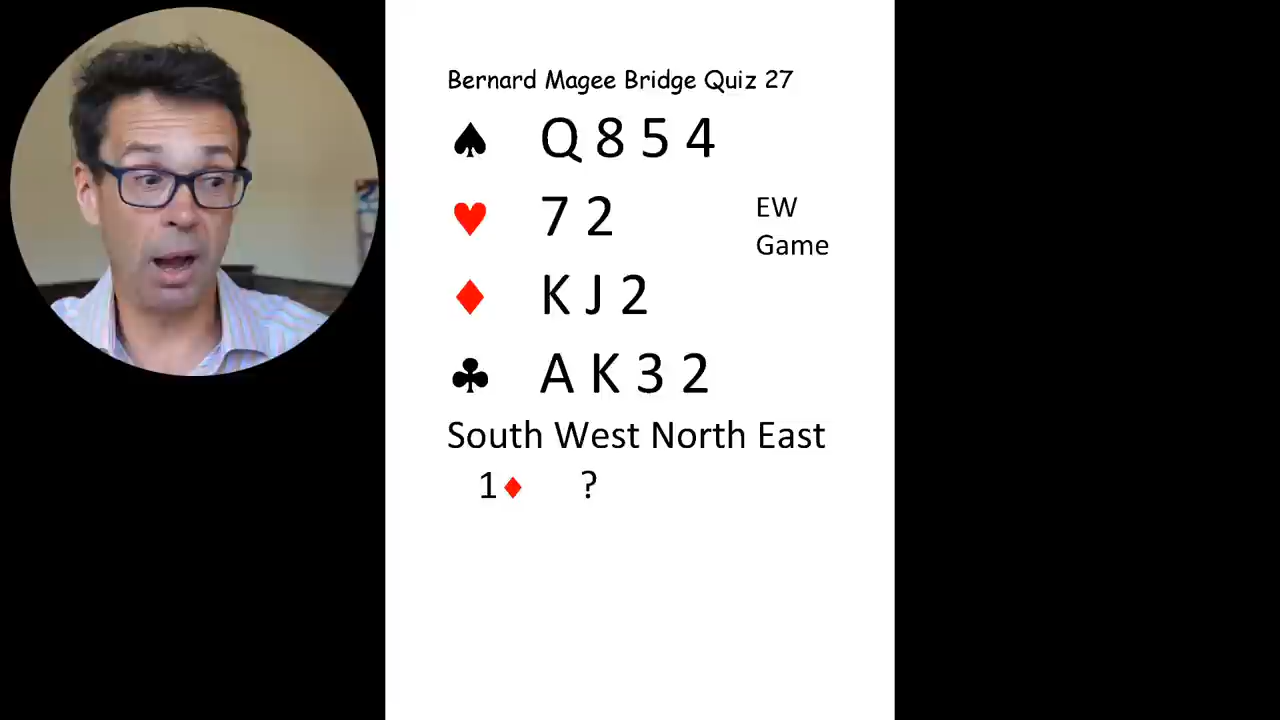 Bernard Magee Bridge Quiz 27
♠ Q 8 5 4
♥ 7 2
EW
Game
♦ K J 2
♣ A K 3 2
South West North East
1♦ ?